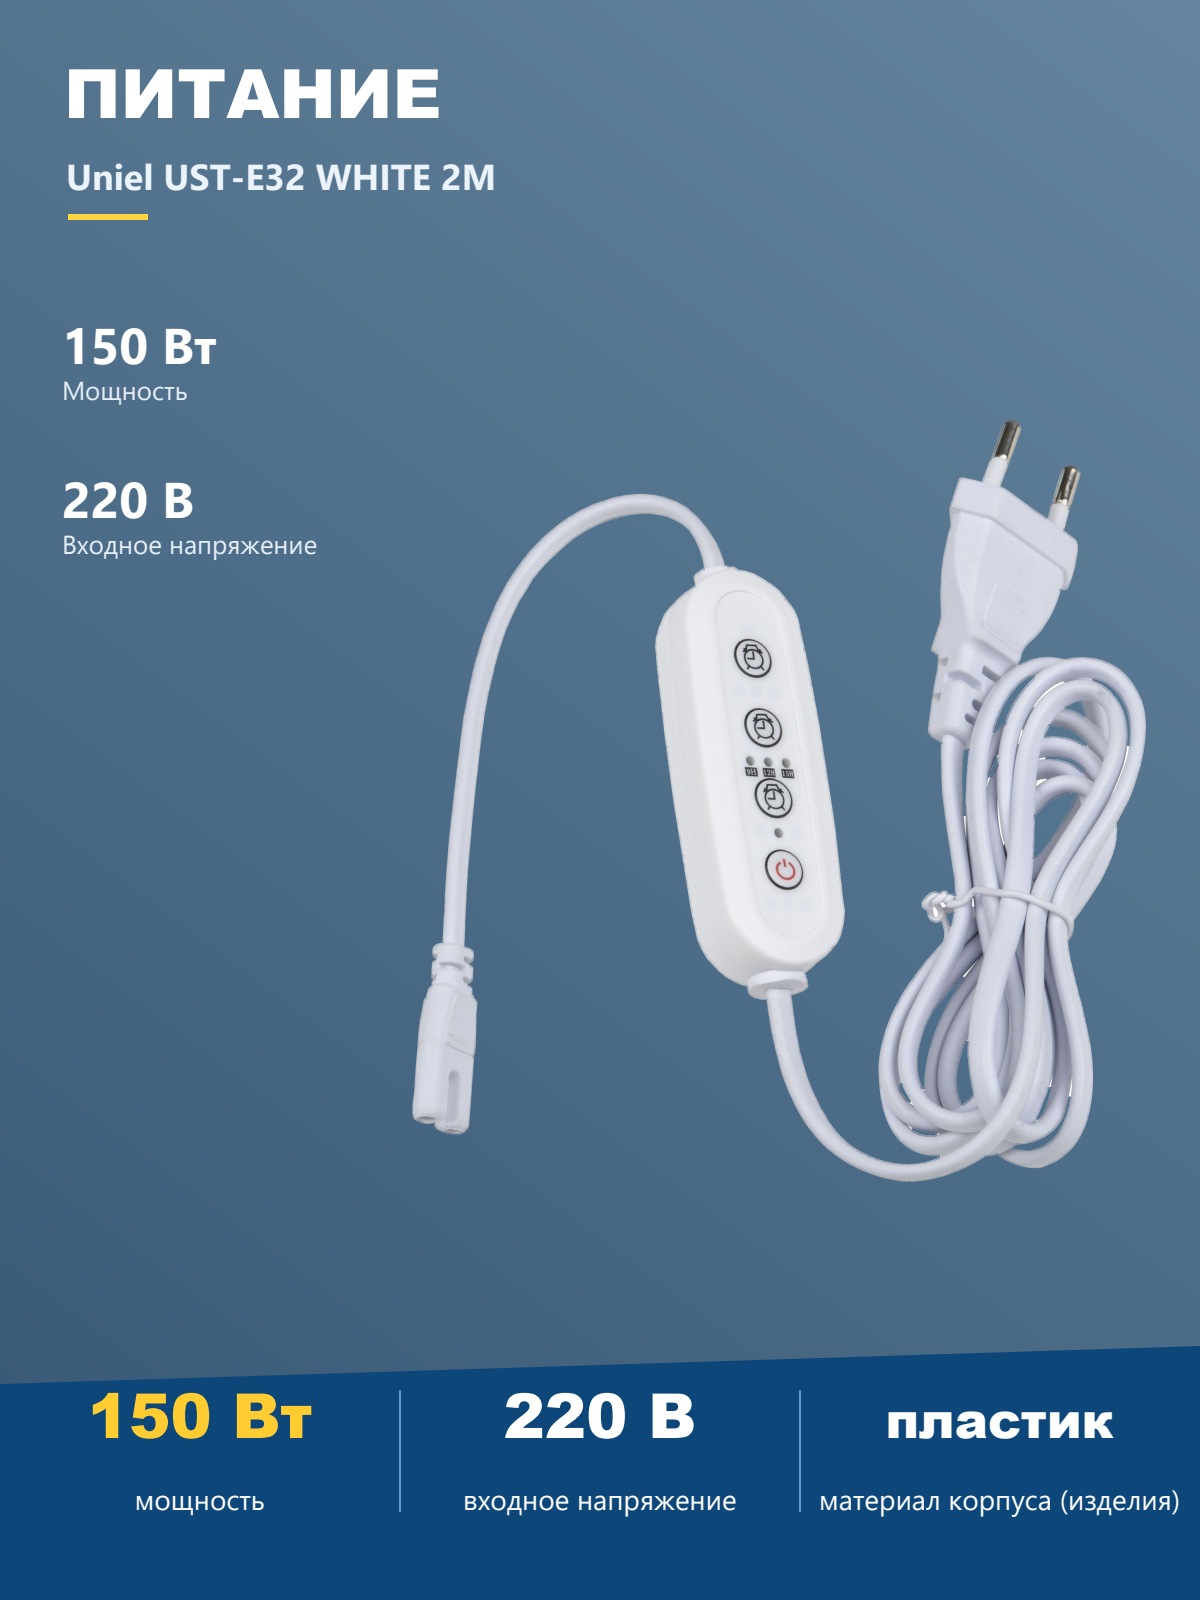 ПИТАНИЕ
Uniel UST-E32 WHITE 2M
150 Вт
Мощность
220 В
Входное напряжение
150 Вт
мощность
220 В
входное напряжение
пластик
материал корпуса (изделия)